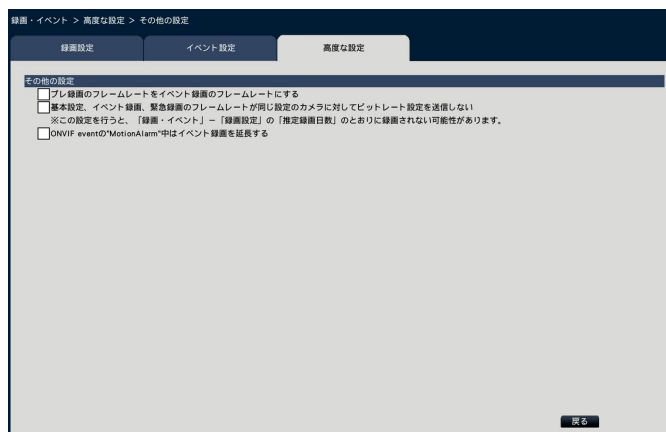 録画・イベント > 高度な設定 > その他の設定
録画設定 イベント設定 高度な設定
その他の設定
プレ録画のフレームレートをイベント録画のフレームレートにする
基本設定、イベント録画、緊急録画のフレームレートが同じ設定のカメラに対してビットレート設定を送信しない
※この設定を行うと、「録画・イベント」－「録画設定」の「推定録画日数」のとおりに録画されない可能性があります。
ONVIF eventの"MotionAlarm"中はイベント録画を延長する
戻る